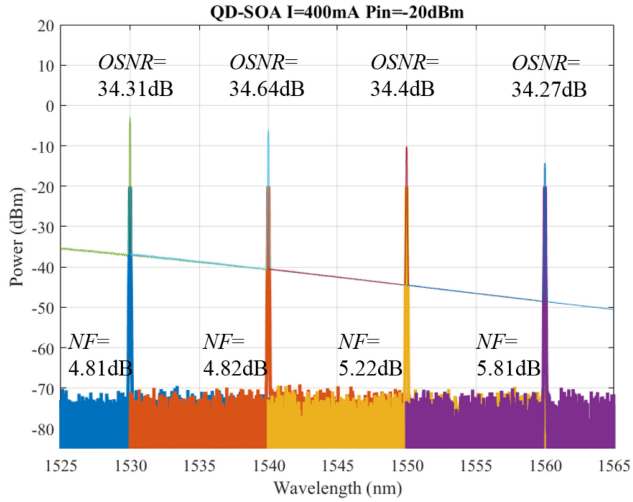 QD-SOA I=400mA Pin=-20dBm
20
10
0
-10
-20
-30
-40
-50
-60
-70
-80
Power (dBm)
OSNR=
34.31dB
OSNR=
34.64dB
OSNR=
34.4dB
OSNR=
34.27dB
NF=
4.81dB
NF=
4.82dB
NF=
5.22dB
NF=
5.81dB
1525
1530
1535
1540
1545
1550
1555
1560
1565
Wavelength (nm)